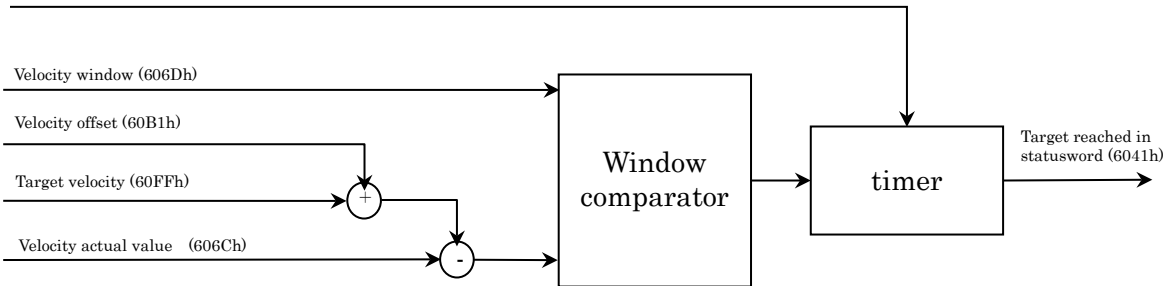 Velocity window (606Dh)
Velocity offset (60B1h)
Target velocity (60FFh)
Velocity actual value (606Ch)
+
-
Window
comparator
timer
Target reached in
statusword (6041h)